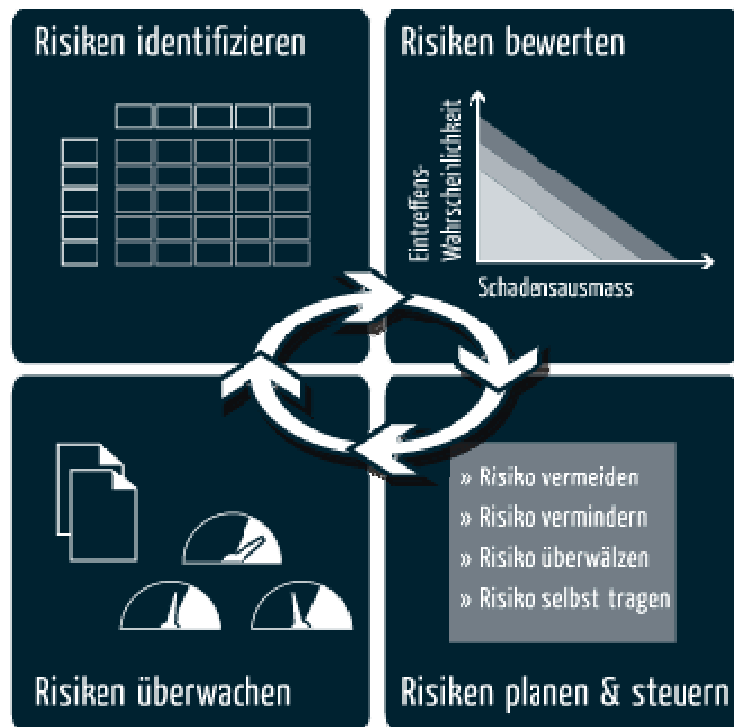 Risiken identifizieren
Risiken bewerten
Eintreffens-
Wahrscheinlichkeit
Schadensausmass
» Risiko vermeiden
» Risiko vermindern
» Risiko überwälzen
» Risiko selbst tragen
Risiken überwachen
Risiken planen & steuern